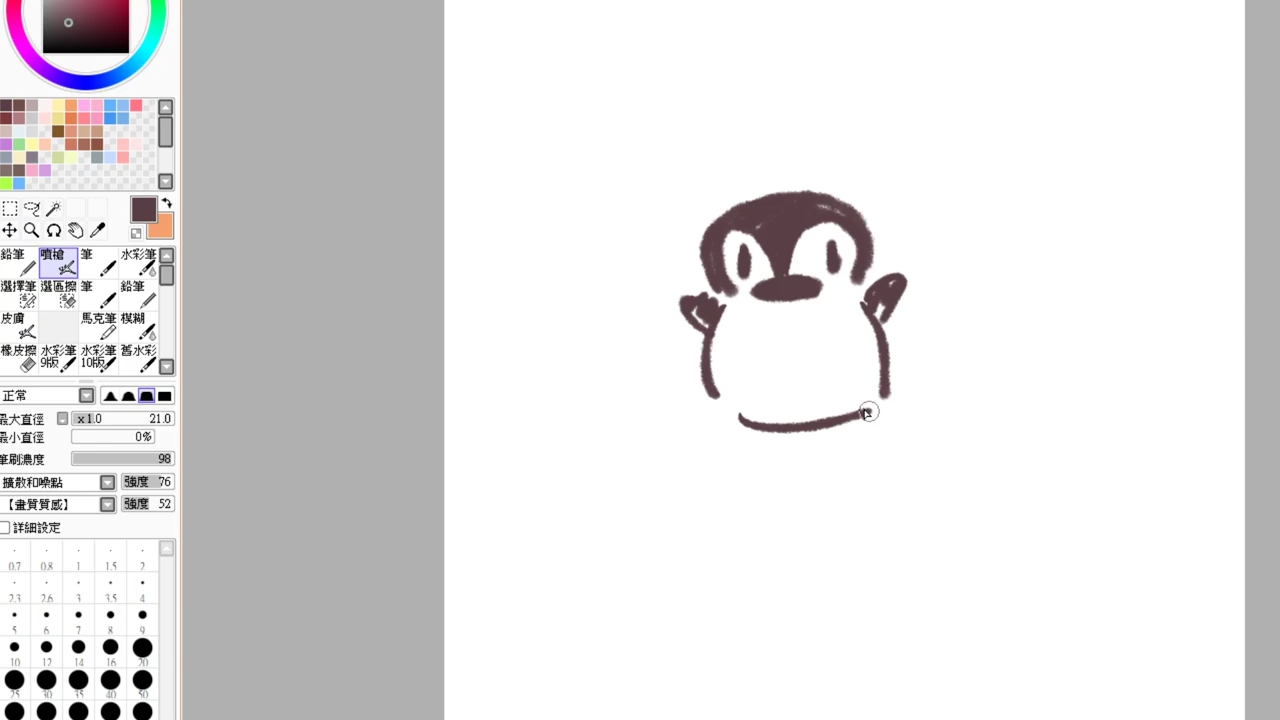 鉛筆 噴槍 筆 水彩筆
選擇筆 選區擦 筆 鉛筆
皮膚 馬克筆 模糊
橡皮擦 水彩筆 水彩筆 舊水彩
9版 10版
正常
最大直徑 x1.0 21.0
最小直徑 0%
筆刷濃度 98
擴散和噪點 強度 76
【畫質質感】 強度 52
詳細設定
0.7 0.8 1 1.5 2
2.3 2.6 3 3.5 4
5 6 7 8 9
10 12 14 16 20
25 30 35 40 50